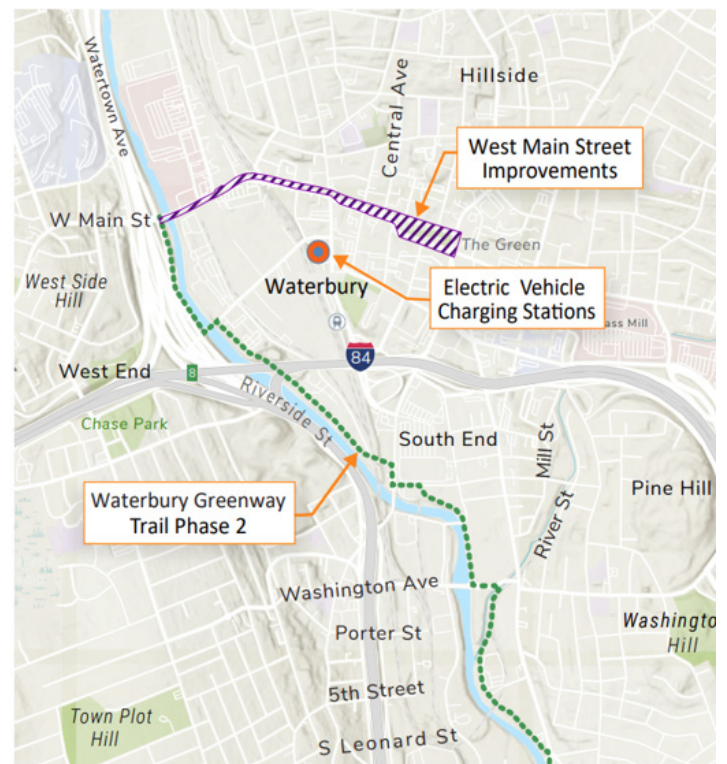 Hillside
Watertown Ave
Central Ave
West Main Street
Improvements
W Main St
The Green
West Side
Hill
Waterbury
Electric Vehicle
Charging Stations
ass Mill
84
West End
8
Chase Park
Riverside St
South End
Mill St
River St
Pine Hill
Waterbury Greenway
Trail Phase 2
Washington Ave
Porter St
Washingto
Hill
5th Street
Town Plot
Hill
S Leonard St